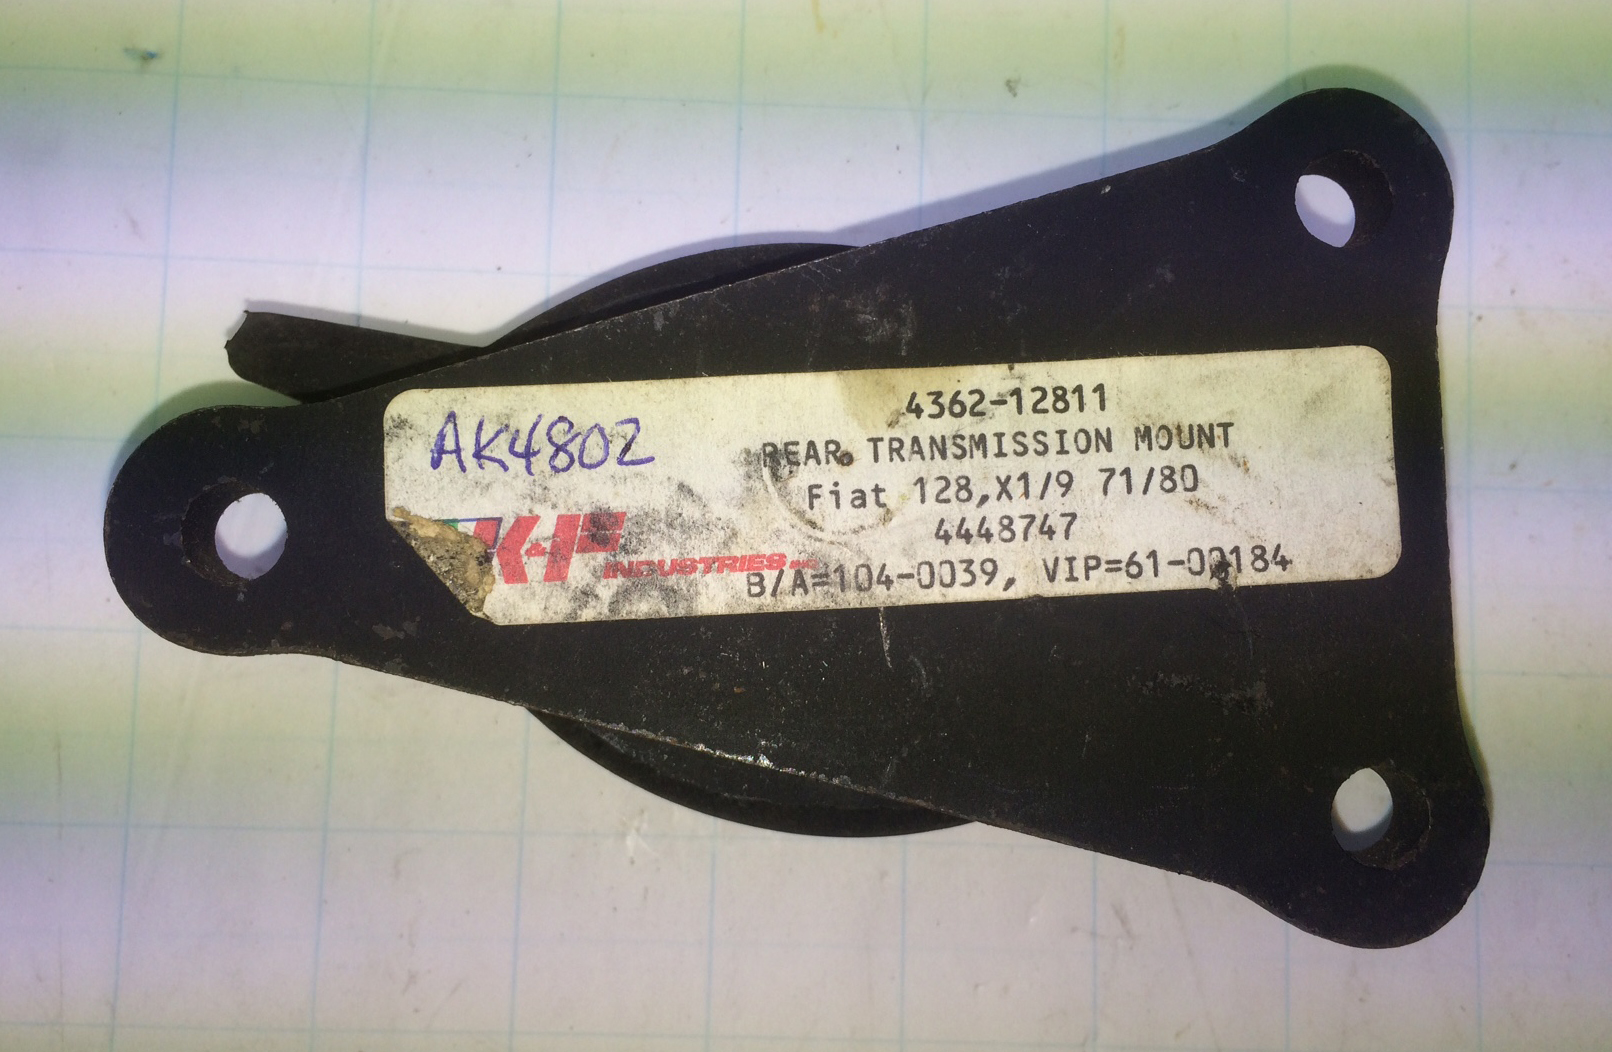 4362-12811
AK4802
REAR TRANSMISSION MOUNT
Fiat 128,X1/9 71/80
4448747
INDUSTRIES
B/A=104-0039, VIP=61-00184